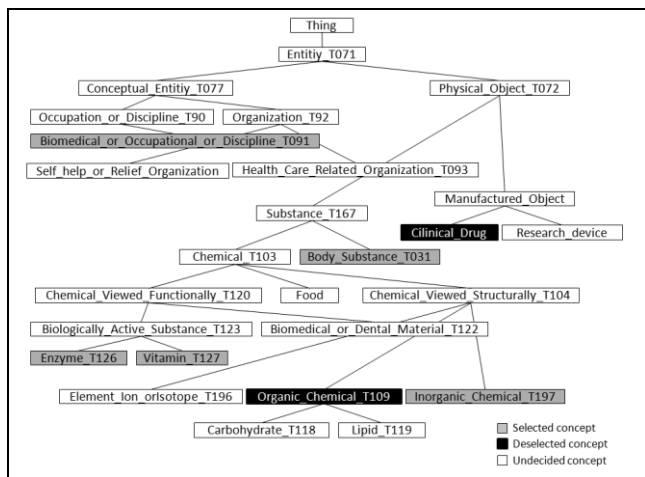 Thing
Entitiy_T071
Conceptual_Entitiy_T077 Physical_Object_T072
Occupation_or_Discipline_T90 Organization_T92
Biomedical_or_Occupational_or_Discipline_T091
Self_help_or_Relief_Organization Health_Care_Related_Organization_T093
Manufactured_Object
Substance_T167
Cilinical_Drug Research_device
Chemical_T103 Body_Substance_T031
Chemical_Viewed_Functionally_T120 Food Chemical_Viewed_Structurally_T104
Biologically_Active_Substance_T123 Biomedical_or_Dental_Material_T122
Enzyme_T126 Vitamin_T127
Element_Ion_orIsotope_T196 Organic_Chemical_T109 Inorganic_Chemical_T197
Carbohydrate_T118 Lipid_T119
Selected concept
Deselected concept
Undecided concept